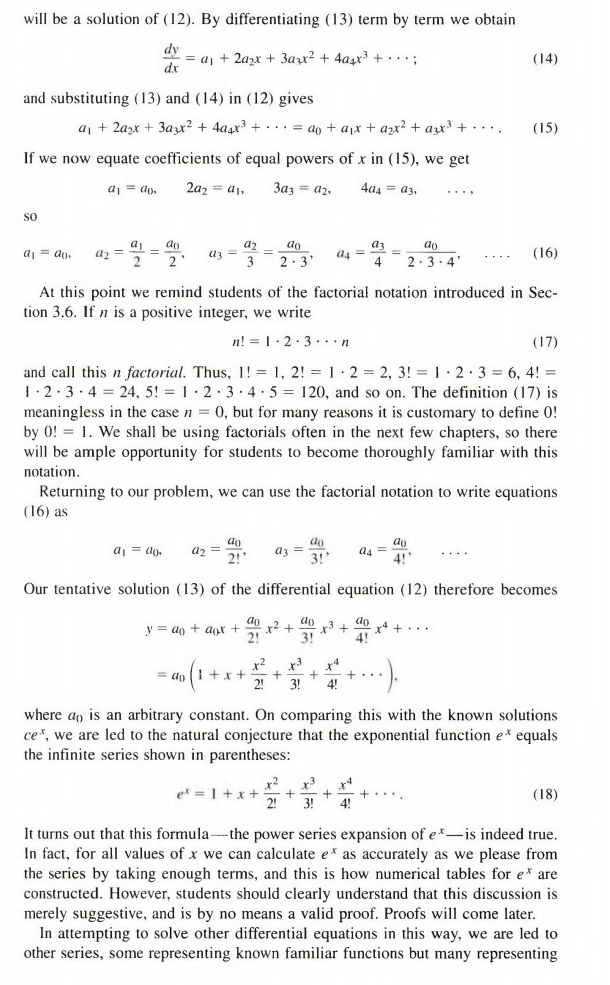 will be a solution of (12). By differentiating (13) term by term we obtain
dy/dx = a₁ + 2a₂x + 3a₃x² + 4a₄x³ + · · · ; (14)
and substituting (13) and (14) in (12) gives
a₁ + 2a₂x + 3a₃x² + 4a₄x³ + · · · = a₀ + a₁x + a₂x² + a₃x³ + · · · . (15)
If we now equate coefficients of equal powers of x in (15), we get
a₁ = a₀, 2a₂ = a₁, 3a₃ = a₂, 4a₄ = a₃, . . . ,
so
a₁ = a₀, a₂ = a₁/2 = a₀/2, a₃ = a₂/3 = a₀/(2 · 3), a₄ = a₃/4 = a₀/(2 · 3 · 4), . . . . (16)
At this point we remind students of the factorial notation introduced in Sec-
tion 3.6. If n is a positive integer, we write
n! = 1 · 2 · 3 · · · n (17)
and call this n factorial. Thus, 1! = 1, 2! = 1 · 2 = 2, 3! = 1 · 2 · 3 = 6, 4! =
1 · 2 · 3 · 4 = 24, 5! = 1 · 2 · 3 · 4 · 5 = 120, and so on. The definition (17) is
meaningless in the case n = 0, but for many reasons it is customary to define 0!
by 0! = 1. We shall be using factorials often in the next few chapters, so there
will be ample opportunity for students to become thoroughly familiar with this
notation.
Returning to our problem, we can use the factorial notation to write equations
(16) as
a₁ = a₀, a₂ = a₀/2!, a₃ = a₀/3!, a₄ = a₀/4!, . . . .
Our tentative solution (13) of the differential equation (12) therefore becomes
y = a₀ + a₀x + a₀/2! x² + a₀/3! x³ + a₀/4! x⁴ + · · ·
= a₀ (1 + x + x²/2! + x³/3! + x⁴/4! + · · ·),
where a₀ is an arbitrary constant. On comparing this with the known solutions
ceˣ, we are led to the natural conjecture that the exponential function eˣ equals
the infinite series shown in parentheses:
eˣ = 1 + x + x²/2! + x³/3! + x⁴/4! + · · · . (18)
It turns out that this formula—the power series expansion of eˣ—is indeed true.
In fact, for all values of x we can calculate eˣ as accurately as we please from
the series by taking enough terms, and this is how numerical tables for eˣ are
constructed. However, students should clearly understand that this discussion is
merely suggestive, and is by no means a valid proof. Proofs will come later.
In attempting to solve other differential equations in this way, we are led to
other series, some representing known familiar functions but many representing